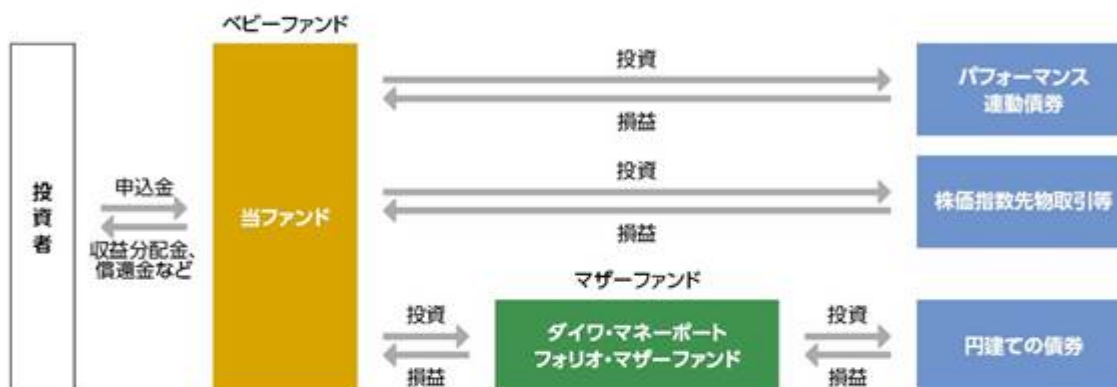 ベビーファンド
投資者
申込金
収益分配金、
償還金など
当ファンド
投資
損益
パフォーマンス
連動債券
投資
損益
株価指数先物取引等
マザーファンド
投資
損益
ダイワ・マネーポート
フォリオ・マザーファンド
投資
損益
円建ての債券